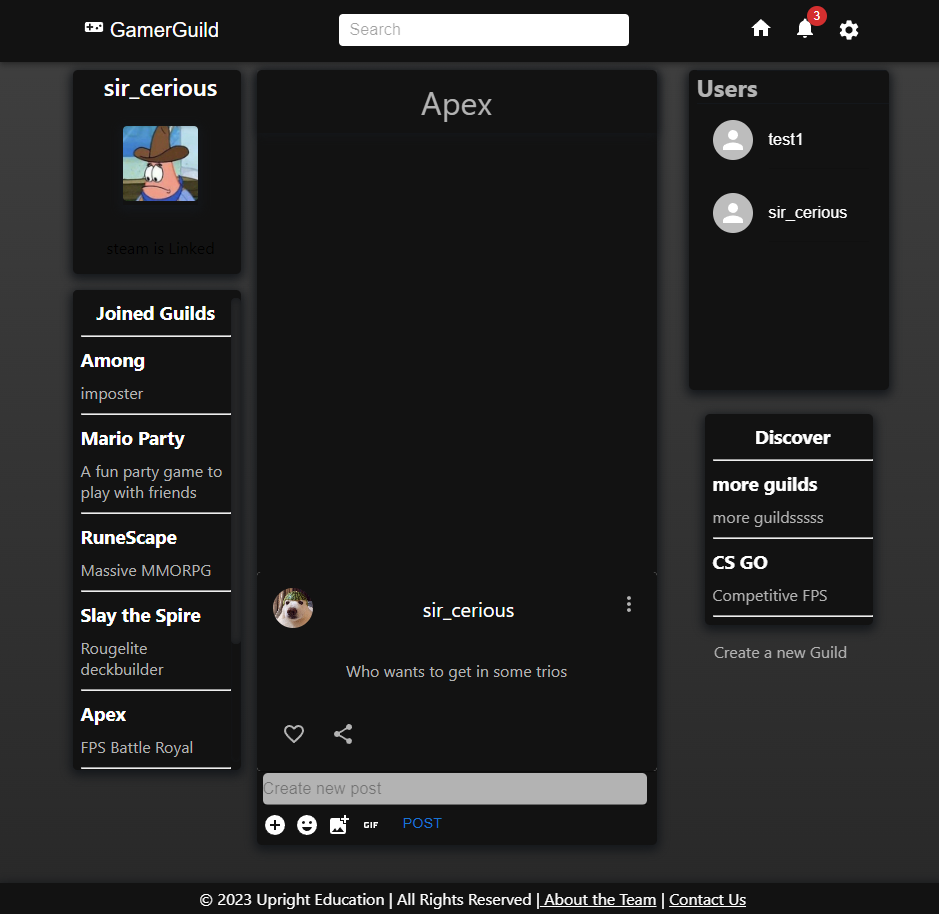 GamerGuild
Search
3
sir_cerious
steam is Linked
Joined Guilds
Among
imposter
Mario Party
A fun party game to
play with friends
RuneScape
Massive MMORPG
Slay the Spire
Rougelite
deckbuilder
Apex
FPS Battle Royal
Apex
sir_cerious
Who wants to get in some trios
Create new post
GIF
POST
Users
test1
sir_cerious
Discover
more guilds
more guildsssss
CS GO
Competitive FPS
Create a new Guild
© 2023 Upright Education | All Rights Reserved | About the Team | Contact Us